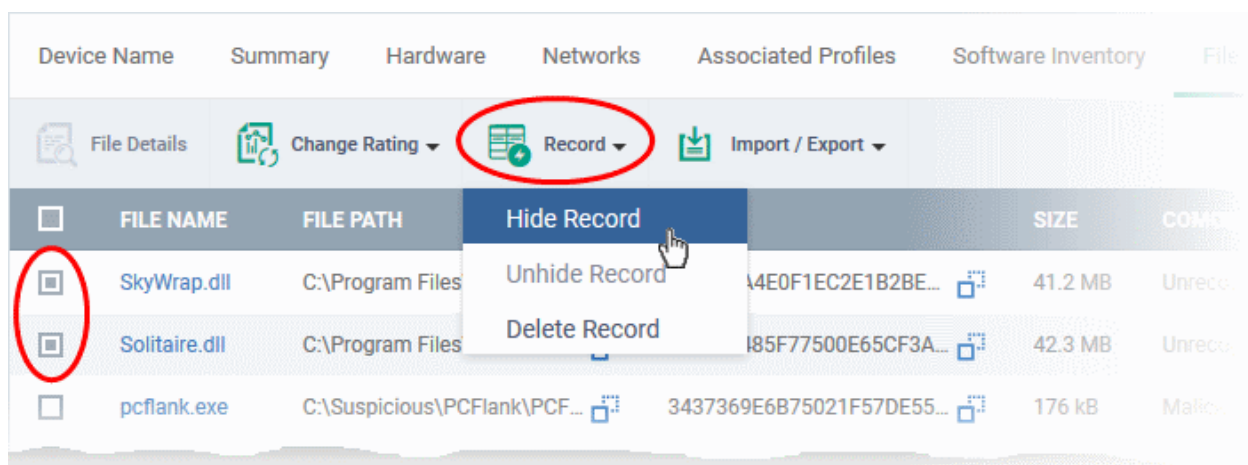 Device Name Summary Hardware Networks Associated Profiles Software Inventory File
File Details Change Rating Record Import / Export
FILE NAME FILE PATH SIZE
Hide Record
Unhide Record
Delete Record
SkyWrap.dll C:\Program Files\ A4E0F1EC2E1B2BE... 41.2 MB
Solitaire.dll C:\Program Files\ 485F77500E65CF3A... 42.3 MB
pcflank.exe C:\Suspicious\PCFlank\PCF... 3437369E6B75021F57DE55... 176 kB